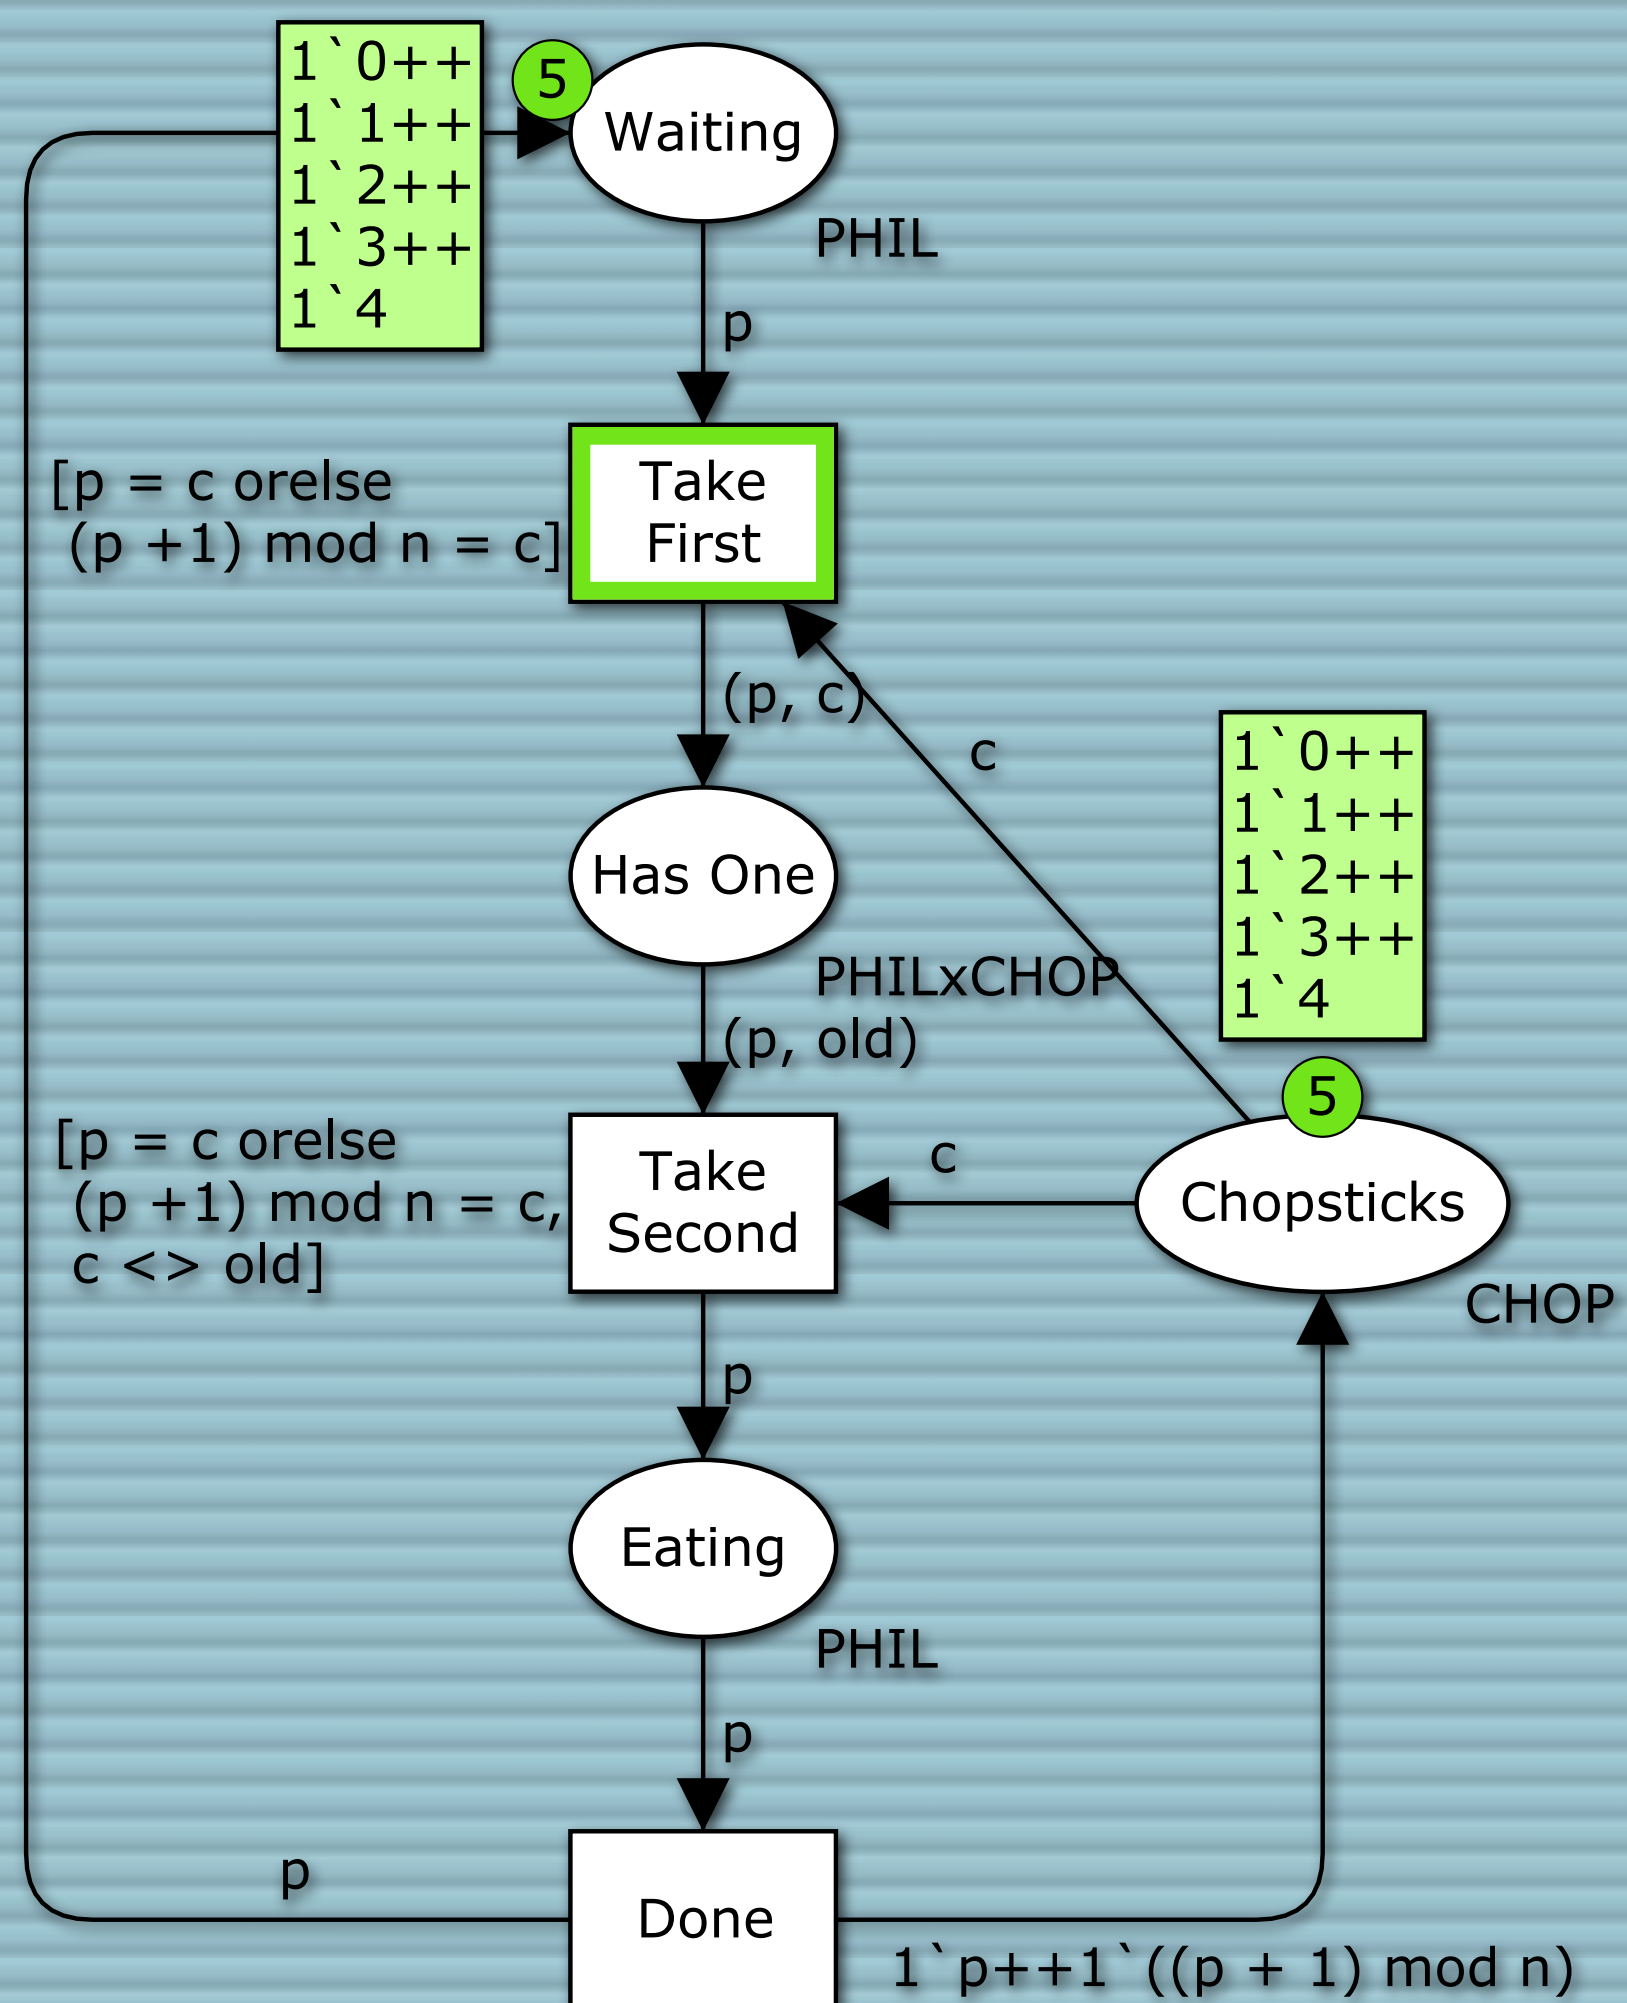 1`0++
1`1++
1`2++
1`3++
1`4
5
Waiting
PHIL
p
[p = c orelse
(p +1) mod n = c]
Take
First
(p, c)
c
Has One
PHILxCHOP
(p, old)
1`0++
1`1++
1`2++
1`3++
1`4
5
[p = c orelse
(p +1) mod n = c,
c <> old]
Take
Second
c
Chopsticks
CHOP
p
Eating
PHIL
p
p
Done
1`p++1`((p + 1) mod n)